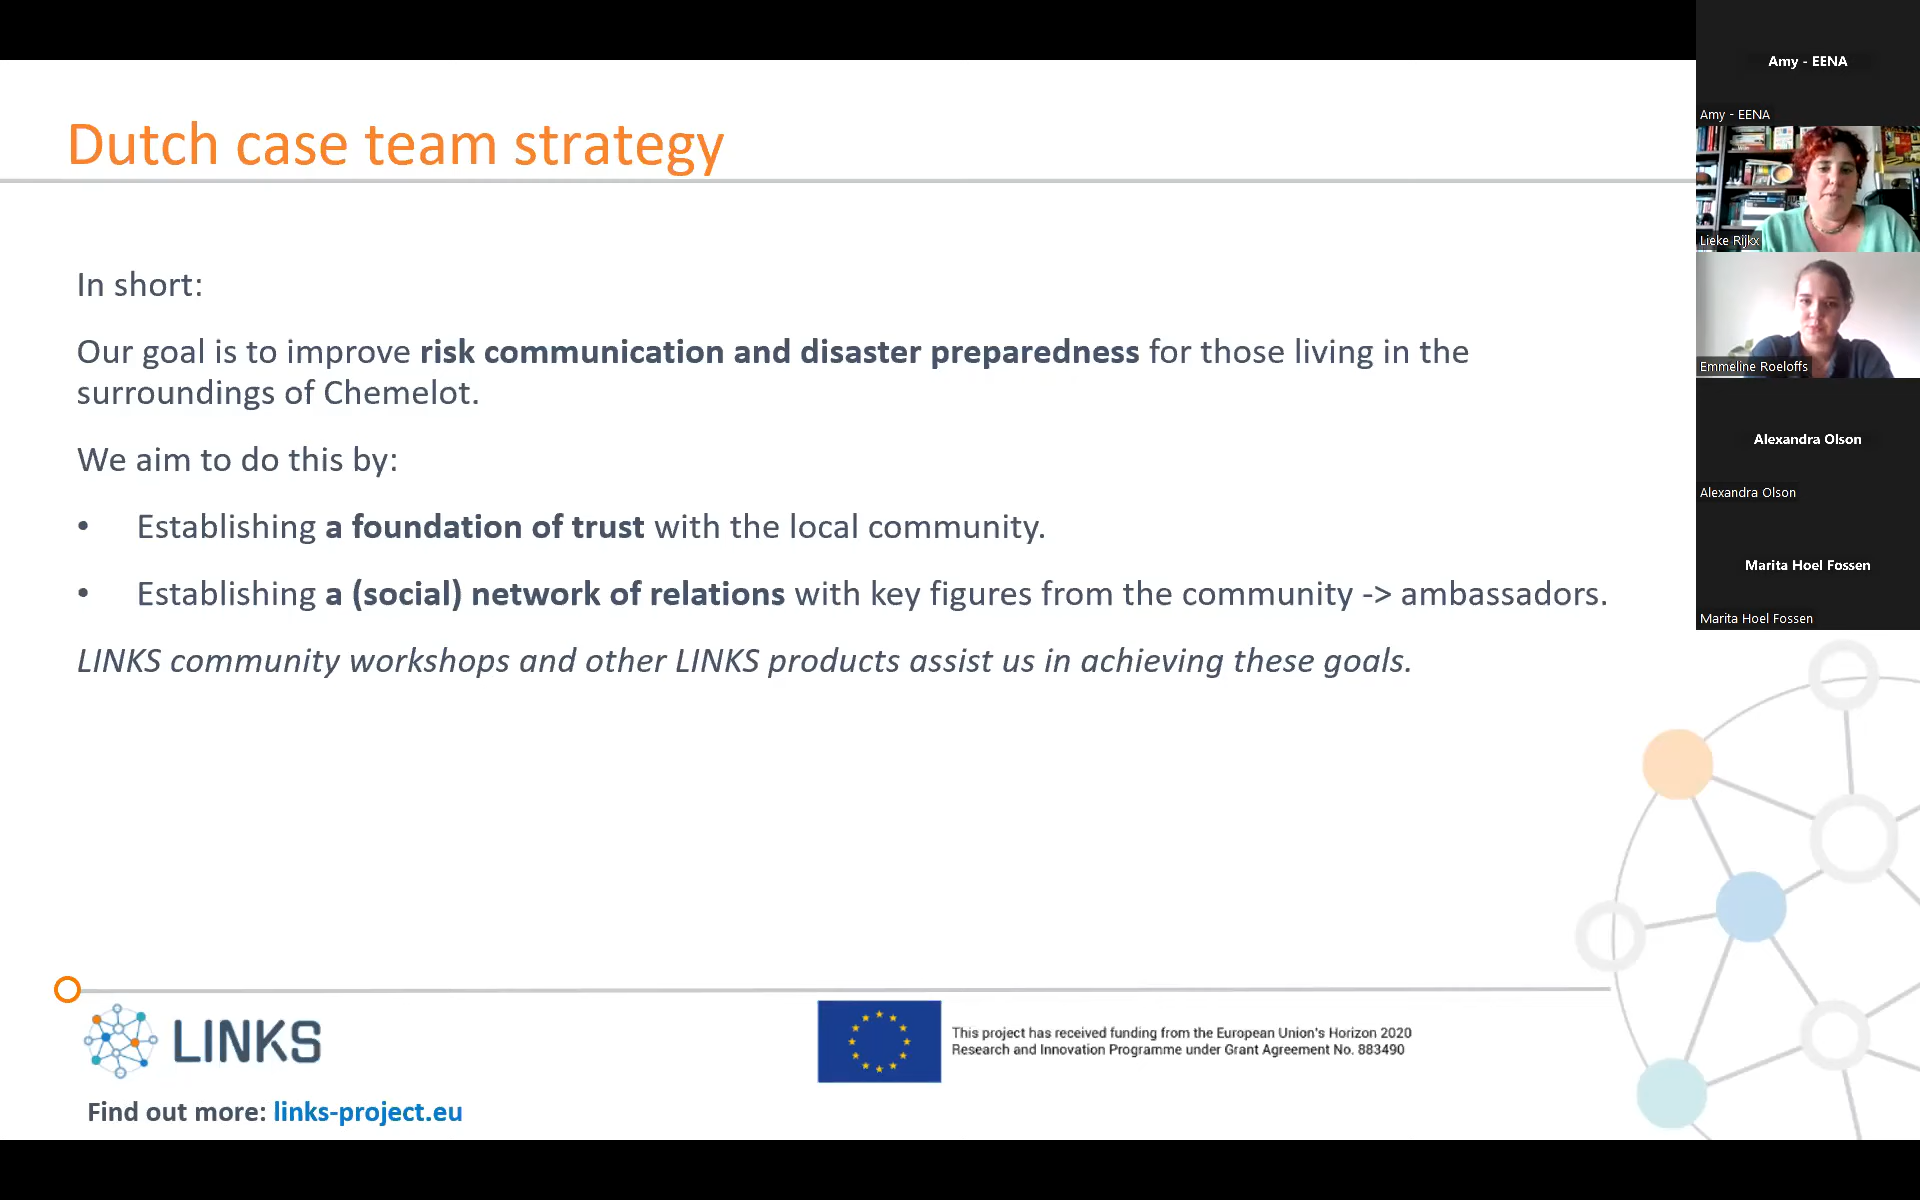 Dutch case team strategy
In short:
Our goal is to improve risk communication and disaster preparedness for those living in the
surroundings of Chemelot.
We aim to do this by:
• Establishing a foundation of trust with the local community.
• Establishing a (social) network of relations with key figures from the community -> ambassadors.
LINKS community workshops and other LINKS products assist us in achieving these goals.
LINKS
Find out more: links-project.eu
This project has received funding from the European Union's Horizon 2020
Research and Innovation Programme under Grant Agreement No. 883490
Amy - EENA
Amy - EENA
Lieke Rijkx
Emmeline Roeloffs
Alexandra Olson
Alexandra Olson
Marita Hoel Fossen
Marita Hoel Fossen